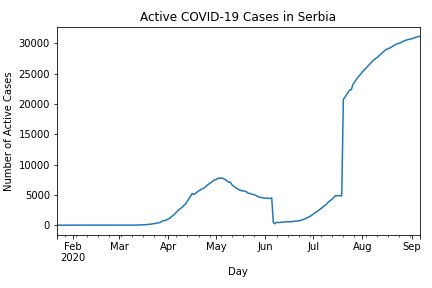 Active COVID-19 Cases in Serbia
Number of Active Cases
30000
25000
20000
15000
10000
5000
0
Feb Mar Apr May Jun Jul Aug Sep
2020
Day